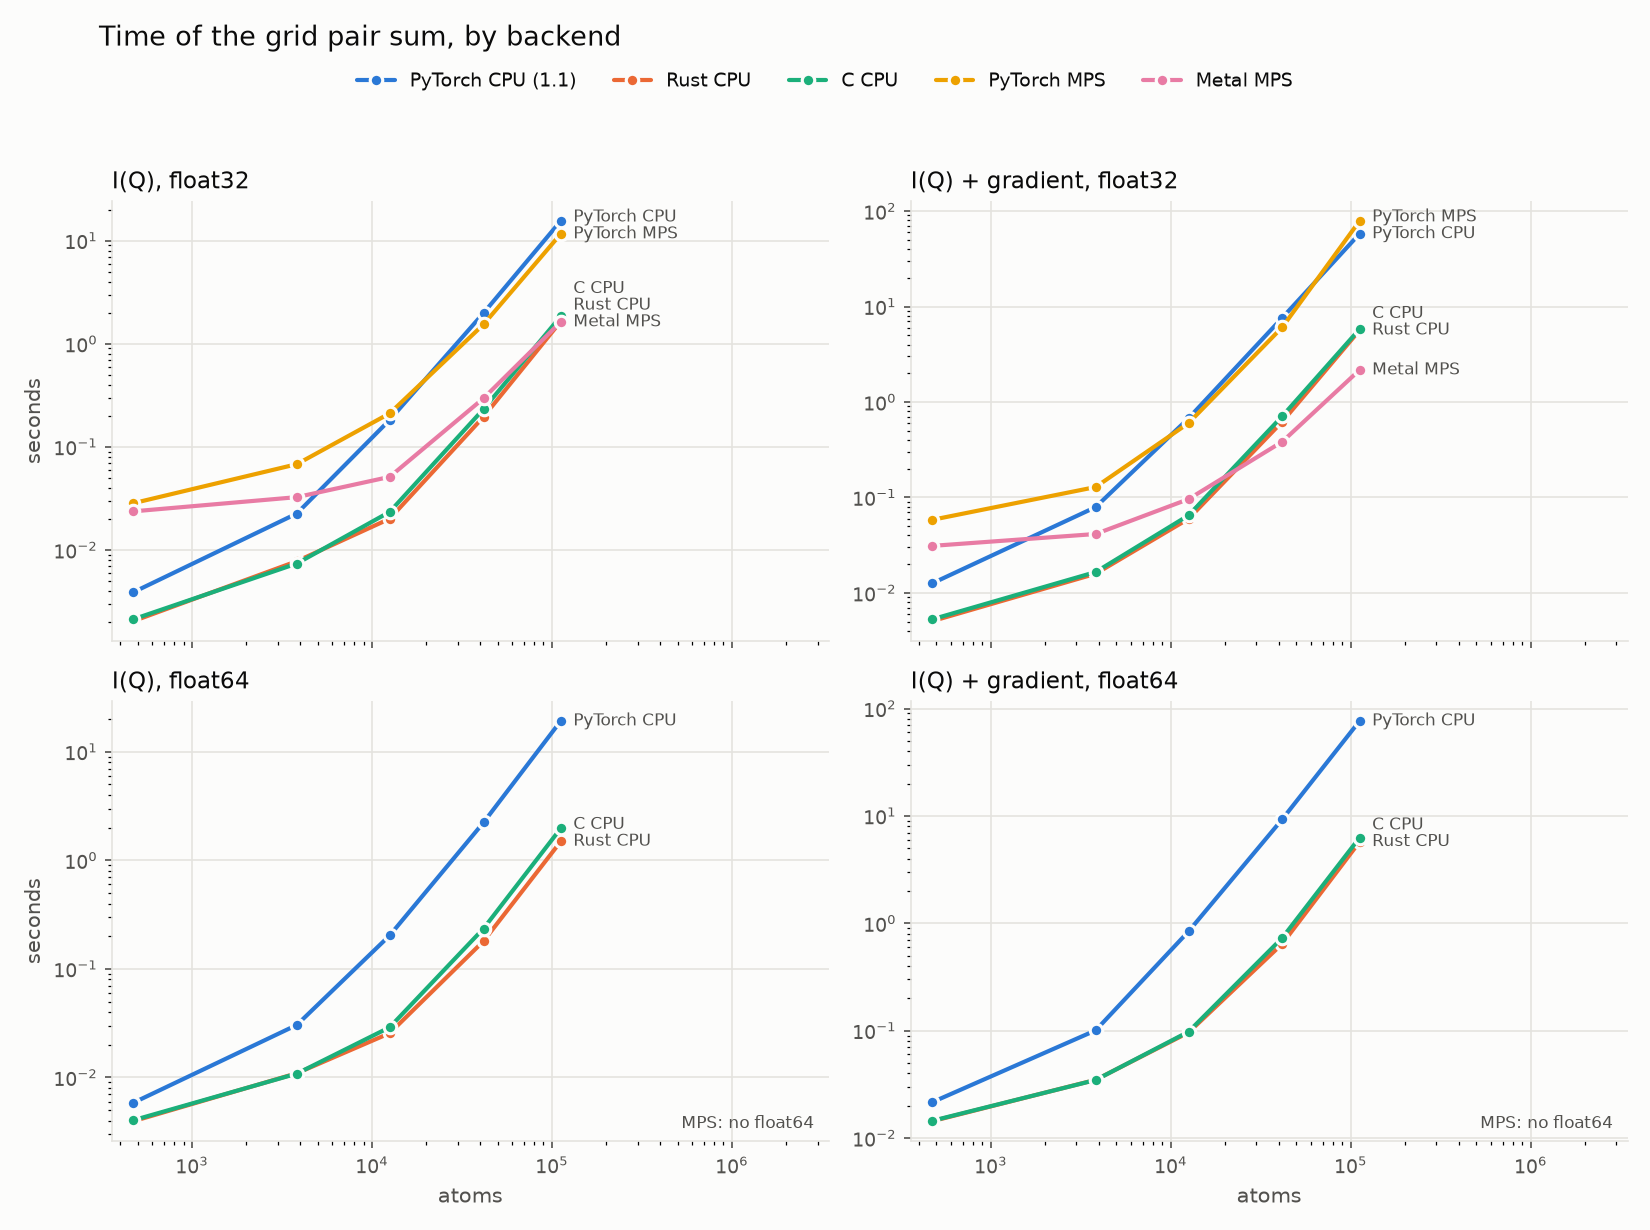 Time of the grid pair sum, by backend
PyTorch CPU (1.1) Rust CPU C CPU PyTorch MPS Metal MPS
I(Q), float32
10¹
10⁰
10⁻¹
10⁻²
seconds
PyTorch CPU
PyTorch MPS
C CPU
Rust CPU
Metal MPS
I(Q) + gradient, float32
10²
10¹
10⁰
10⁻¹
10⁻²
PyTorch MPS
PyTorch CPU
C CPU
Rust CPU
Metal MPS
I(Q), float64
10¹
10⁰
10⁻¹
10⁻²
seconds
PyTorch CPU
C CPU
Rust CPU
MPS: no float64
10³ 10⁴ 10⁵ 10⁶
atoms
I(Q) + gradient, float64
10²
10¹
10⁰
10⁻¹
10⁻²
PyTorch CPU
C CPU
Rust CPU
MPS: no float64
10³ 10⁴ 10⁵ 10⁶
atoms